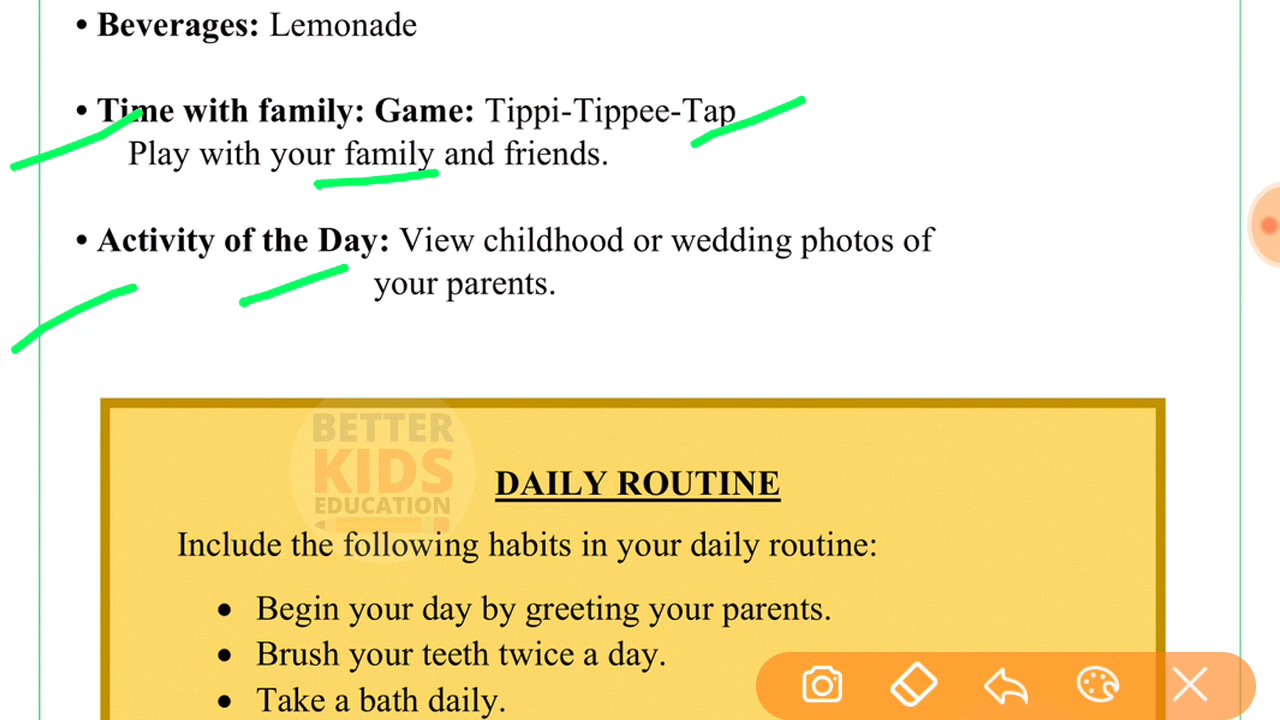 • Beverages: Lemonade
• Time with family: Game: Tippi-Tippee-Tap
Play with your family and friends.
• Activity of the Day: View childhood or wedding photos of
your parents.
BETTER
KIDS
EDUCATION
DAILY ROUTINE
Include the following habits in your daily routine:
• Begin your day by greeting your parents.
• Brush your teeth twice a day.
• Take a bath daily.